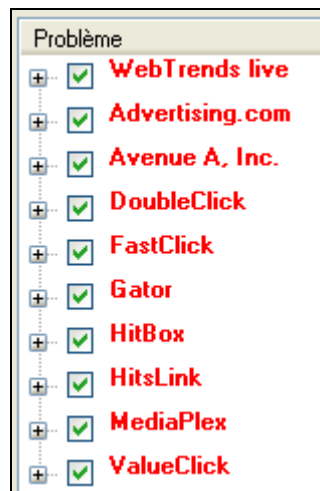 Problème
WebTrends live
Advertising.com
Avenue A, Inc.
DoubleClick
FastClick
Gator
HitBox
HitsLink
MediaPlex
ValueClick